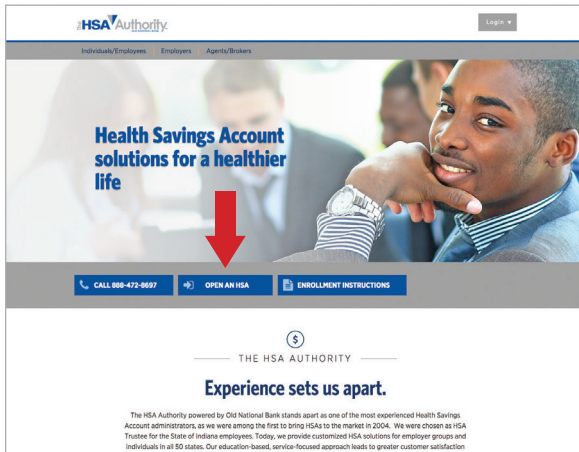 THE HSA Authority
Login ▼
Individuals/Employees Employers Agents/Brokers
Health Savings Account
solutions for a healthier
life
CALL 888-472-8697 OPEN AN HSA ENROLLMENT INSTRUCTIONS
$
THE HSA AUTHORITY
Experience sets us apart.
The HSA Authority powered by Old National Bank stands apart as one of the most experienced Health Savings
Account administrators, as we were among the first to bring HSAs to the market in 2004. We were chosen as HSA
Trustee for the State of Indiana employees. Today, we provide customized HSA solutions for employer groups and
individuals in all 50 states. Our education-based, service-focused approach leads to greater customer satisfaction